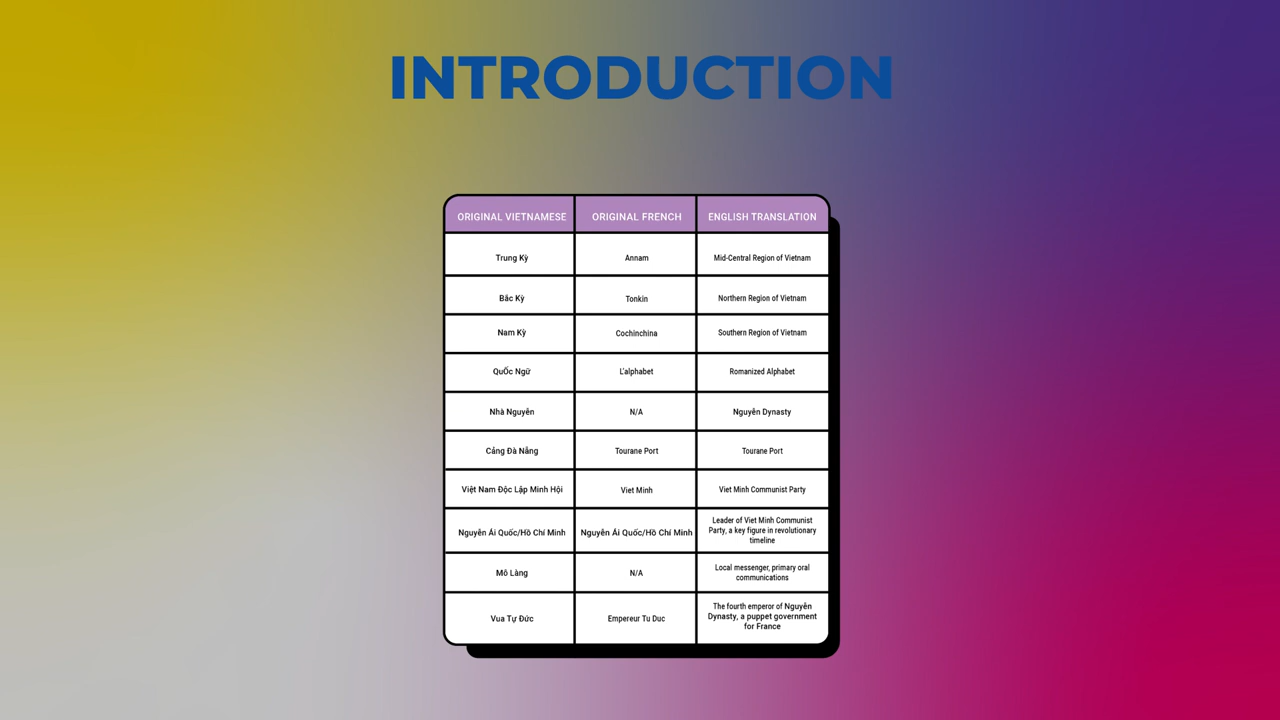 INTRODUCTION
ORIGINAL VIETNAMESE ORIGINAL FRENCH ENGLISH TRANSLATION
Trung Kỳ Annam Mid-Central Region of Vietnam
Bắc Kỳ Tonkin Northern Region of Vietnam
Nam Kỳ Cochinchina Southern Region of Vietnam
QuỐc Ngữ L'alphabet Romanized Alphabet
Nhà Nguyễn N/A Nguyễn Dynasty
Cảng Đà Nẵng Tourane Port Tourane Port
Việt Nam Độc Lập Minh Hội Viet Minh Viet Minh Communist Party
Nguyễn Ái Quốc/Hồ Chí Minh Nguyễn Ái Quốc/Hồ Chí Minh Leader of Viet Minh Communist
Party, a key figure in revolutionary
timeline
Mõ Làng N/A Local messenger, primary oral
communications
Vua Tự Đức Empereur Tu Duc The fourth emperor of Nguyễn
Dynasty, a puppet government
for France